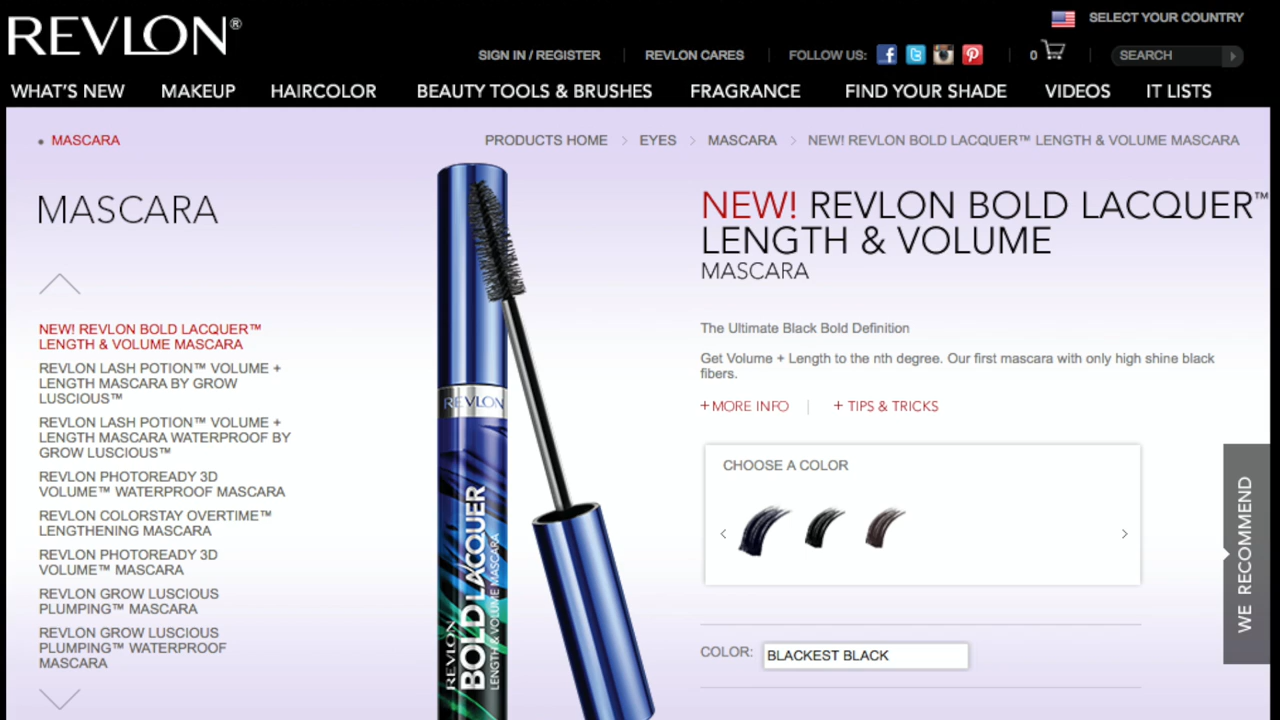 REVLON®
SELECT YOUR COUNTRY
SIGN IN / REGISTER
REVLON CARES
FOLLOW US:
0
SEARCH
WHAT'S NEW
MAKEUP
HAIRCOLOR
BEAUTY TOOLS & BRUSHES
FRAGRANCE
FIND YOUR SHADE
VIDEOS
IT LISTS
• MASCARA
PRODUCTS HOME > EYES > MASCARA > NEW! REVLON BOLD LACQUER™ LENGTH & VOLUME MASCARA
MASCARA
NEW! REVLON BOLD LACQUER™
LENGTH & VOLUME MASCARA
REVLON LASH POTION™ VOLUME +
LENGTH MASCARA BY GROW
LUSCIOUS™
REVLON LASH POTION™ VOLUME +
LENGTH MASCARA WATERPROOF BY
GROW LUSCIOUS™
REVLON PHOTOREADY 3D
VOLUME™ WATERPROOF MASCARA
REVLON COLORSTAY OVERTIME™
LENGTHENING MASCARA
REVLON PHOTOREADY 3D
VOLUME™ MASCARA
REVLON GROW LUSCIOUS
PLUMPING™ MASCARA
REVLON GROW LUSCIOUS
PLUMPING™ WATERPROOF
MASCARA
REVLON
REVLON
BOLD LACQUER
LENGTH & VOLUME MASCARA
NEW! REVLON BOLD LACQUER™
LENGTH & VOLUME
MASCARA
The Ultimate Black Bold Definition
Get Volume + Length to the nth degree. Our first mascara with only high shine black
fibers.
+ MORE INFO | + TIPS & TRICKS
CHOOSE A COLOR
COLOR: BLACKEST BLACK
WE RECOMMEND